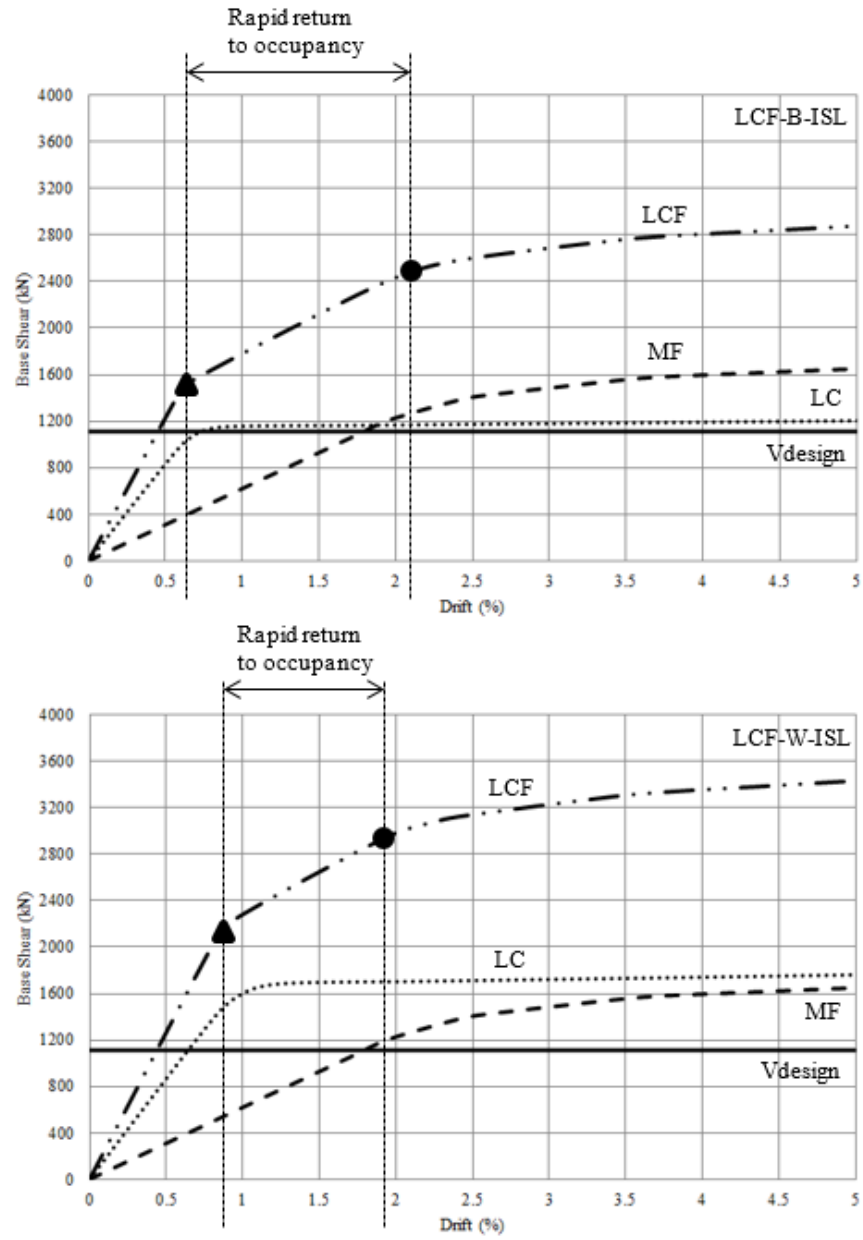 Rapid return
to occupancy
4000
LCF-B-ISL
3600
3200
LCF
2800
2400
2000
Base Shear (kN)
MF
1600
LC
1200
Vdesign
800
400
0
0 0.5 1 1.5 2 2.5 3 3.5 4 4.5 5
Drift (%)
Rapid return
to occupancy
4000
LCF-W-ISL
3600
LCF
3200
2800
2400
2000
Base Shear (kN)
LC
1600
MF
1200
Vdesign
800
400
0
0 0.5 1 1.5 2 2.5 3 3.5 4 4.5 5
Drift (%)